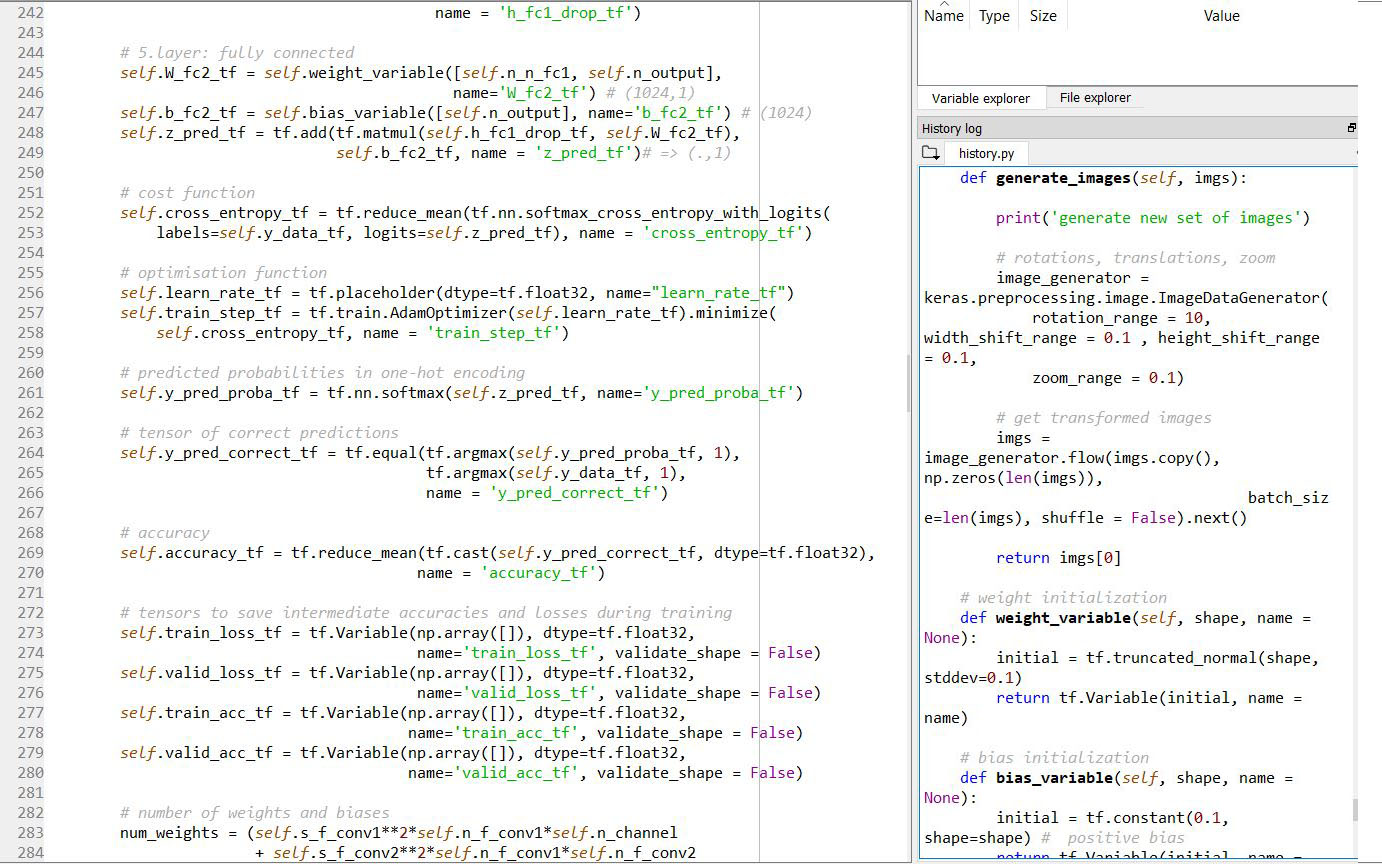 242 name = 'h_fc1_drop_tf')
243
244 # 5.layer: fully connected
245 self.W_fc2_tf = self.weight_variable([self.n_n_fc1, self.n_output],
246 name='W_fc2_tf') # (1024,1)
247 self.b_fc2_tf = self.bias_variable([self.n_output], name='b_fc2_tf') # (1024)
248 self.z_pred_tf = tf.add(tf.matmul(self.h_fc1_drop_tf, self.W_fc2_tf),
249 self.b_fc2_tf, name = 'z_pred_tf')# => (.,1)
250
251 # cost function
252 self.cross_entropy_tf = tf.reduce_mean(tf.nn.softmax_cross_entropy_with_logits(
253 labels=self.y_data_tf, logits=self.z_pred_tf), name = 'cross_entropy_tf')
254
255 # optimisation function
256 self.learn_rate_tf = tf.placeholder(dtype=tf.float32, name="learn_rate_tf")
257 self.train_step_tf = tf.train.AdamOptimizer(self.learn_rate_tf).minimize(
258 self.cross_entropy_tf, name = 'train_step_tf')
259
260 # predicted probabilities in one-hot encoding
261 self.y_pred_proba_tf = tf.nn.softmax(self.z_pred_tf, name='y_pred_proba_tf')
262
263 # tensor of correct predictions
264 self.y_pred_correct_tf = tf.equal(tf.argmax(self.y_pred_proba_tf, 1),
265 tf.argmax(self.y_data_tf, 1),
266 name = 'y_pred_correct_tf')
267
268 # accuracy
269 self.accuracy_tf = tf.reduce_mean(tf.cast(self.y_pred_correct_tf, dtype=tf.float32),
270 name = 'accuracy_tf')
271
272 # tensors to save intermediate accuracies and losses during training
273 self.train_loss_tf = tf.Variable(np.array([]), dtype=tf.float32,
274 name='train_loss_tf', validate_shape = False)
275 self.valid_loss_tf = tf.Variable(np.array([]), dtype=tf.float32,
276 name='valid_loss_tf', validate_shape = False)
277 self.train_acc_tf = tf.Variable(np.array([]), dtype=tf.float32,
278 name='train_acc_tf', validate_shape = False)
279 self.valid_acc_tf = tf.Variable(np.array([]), dtype=tf.float32,
280 name='valid_acc_tf', validate_shape = False)
281
282 # number of weights and biases
283 num_weights = (self.s_f_conv1**2*self.n_f_conv1*self.n_channel
284 + self.s_f_conv2**2*self.n_f_conv1*self.n_f_conv2
Name Type Size Value
Variable explorer File explorer
History log
history.py
def generate_images(self, imgs):
print('generate new set of images')
# rotations, translations, zoom
image_generator =
keras.preprocessing.image.ImageDataGenerator(
rotation_range = 10,
width_shift_range = 0.1 , height_shift_range
= 0.1,
zoom_range = 0.1)
# get transformed images
imgs =
image_generator.flow(imgs.copy(),
np.zeros(len(imgs)),
batch_siz
e=len(imgs), shuffle = False).next()
return imgs[0]
# weight initialization
def weight_variable(self, shape, name =
None):
initial = tf.truncated_normal(shape,
stddev=0.1)
return tf.Variable(initial, name =
name)
# bias initialization
def bias_variable(self, shape, name =
None):
initial = tf.constant(0.1,
shape=shape) # positive bias
return tf.Variable(initial, name =